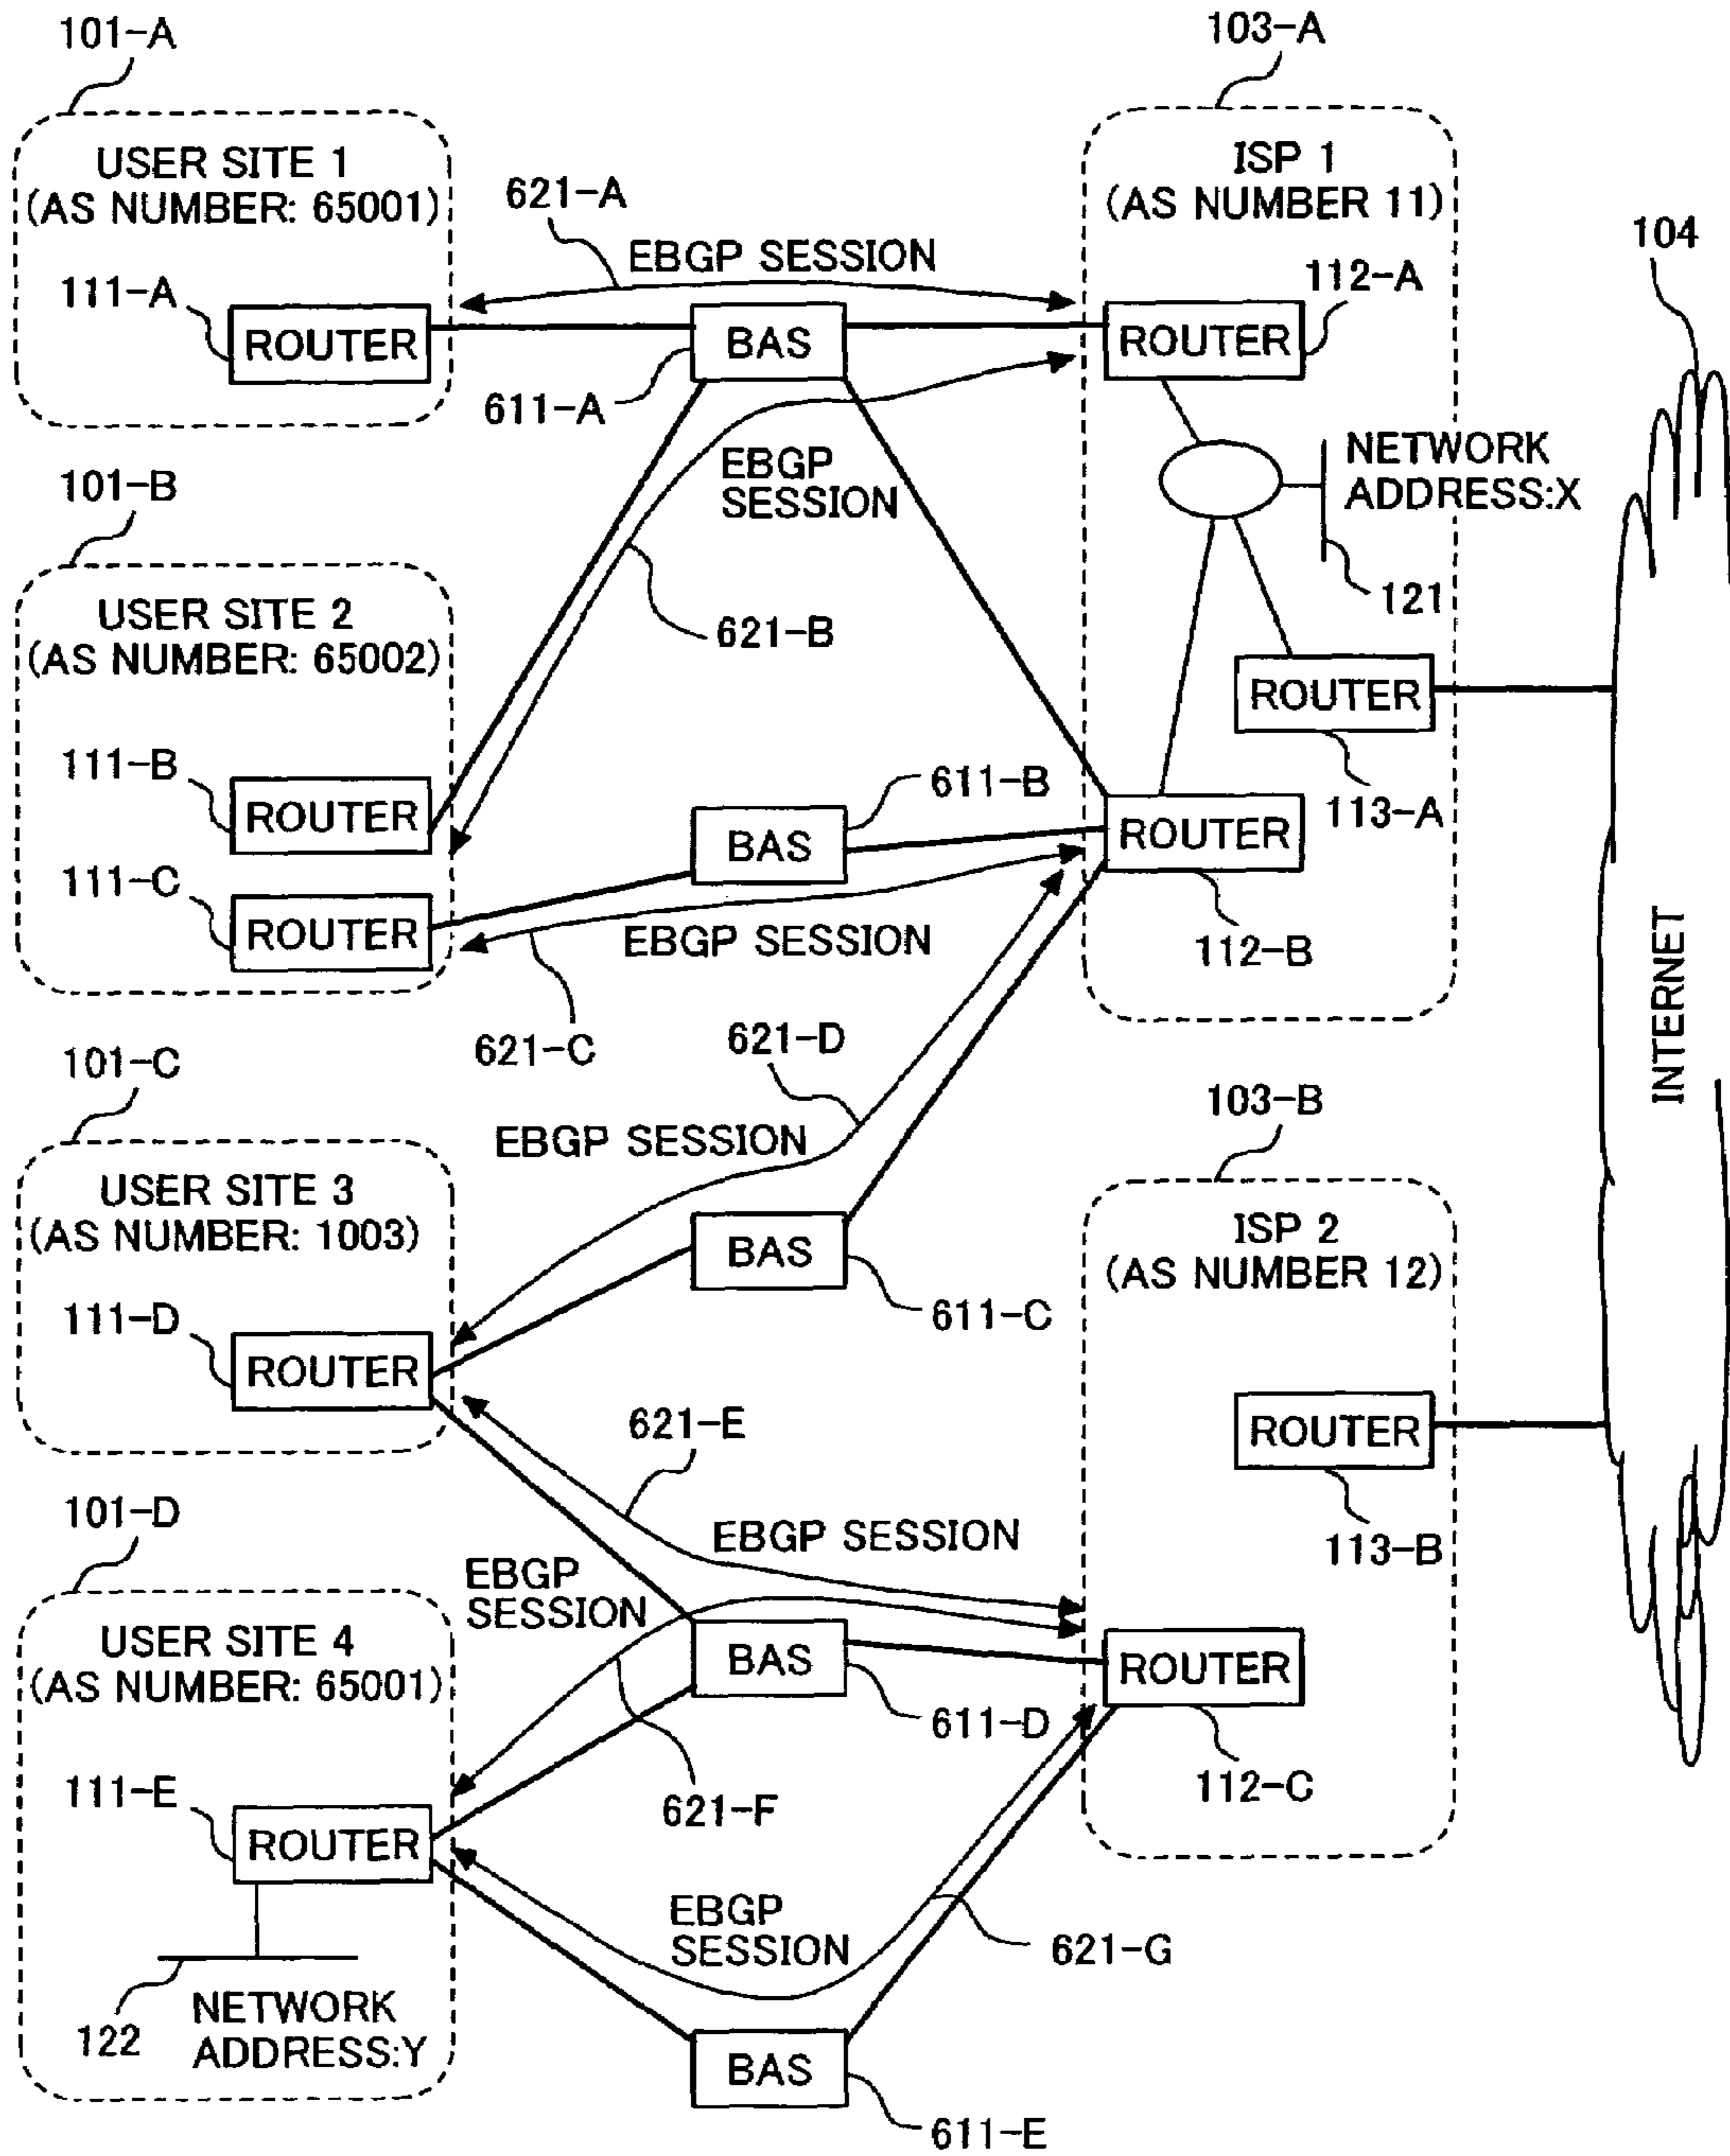 101-A
103-A
USER SITE 1
(AS NUMBER: 65001)
ISP 1
(AS NUMBER 11)
621-A
EBGP SESSION
104
111-A
112-A
ROUTER
BAS
ROUTER
611-A
EBGP
SESSION
NETWORK
ADDRESS:X
101-B
121
USER SITE 2
(AS NUMBER: 65002)
621-B
ROUTER
111-B
611-B
113-A
ROUTER
BAS
ROUTER
111-C
ROUTER
EBGP SESSION
112-B
INTERNET
621-C
621-D
101-C
103-B
EBGP SESSION
USER SITE 3
(AS NUMBER: 1003)
ISP 2
(AS NUMBER 12)
BAS
611-C
111-D
ROUTER
621-E
ROUTER
101-D
EBGP SESSION
113-B
EBGP
SESSION
USER SITE 4
(AS NUMBER: 65001)
BAS
ROUTER
611-D
111-E
621-F
112-C
ROUTER
EBGP
SESSION
621-G
122
NETWORK
ADDRESS:Y
BAS
611-E